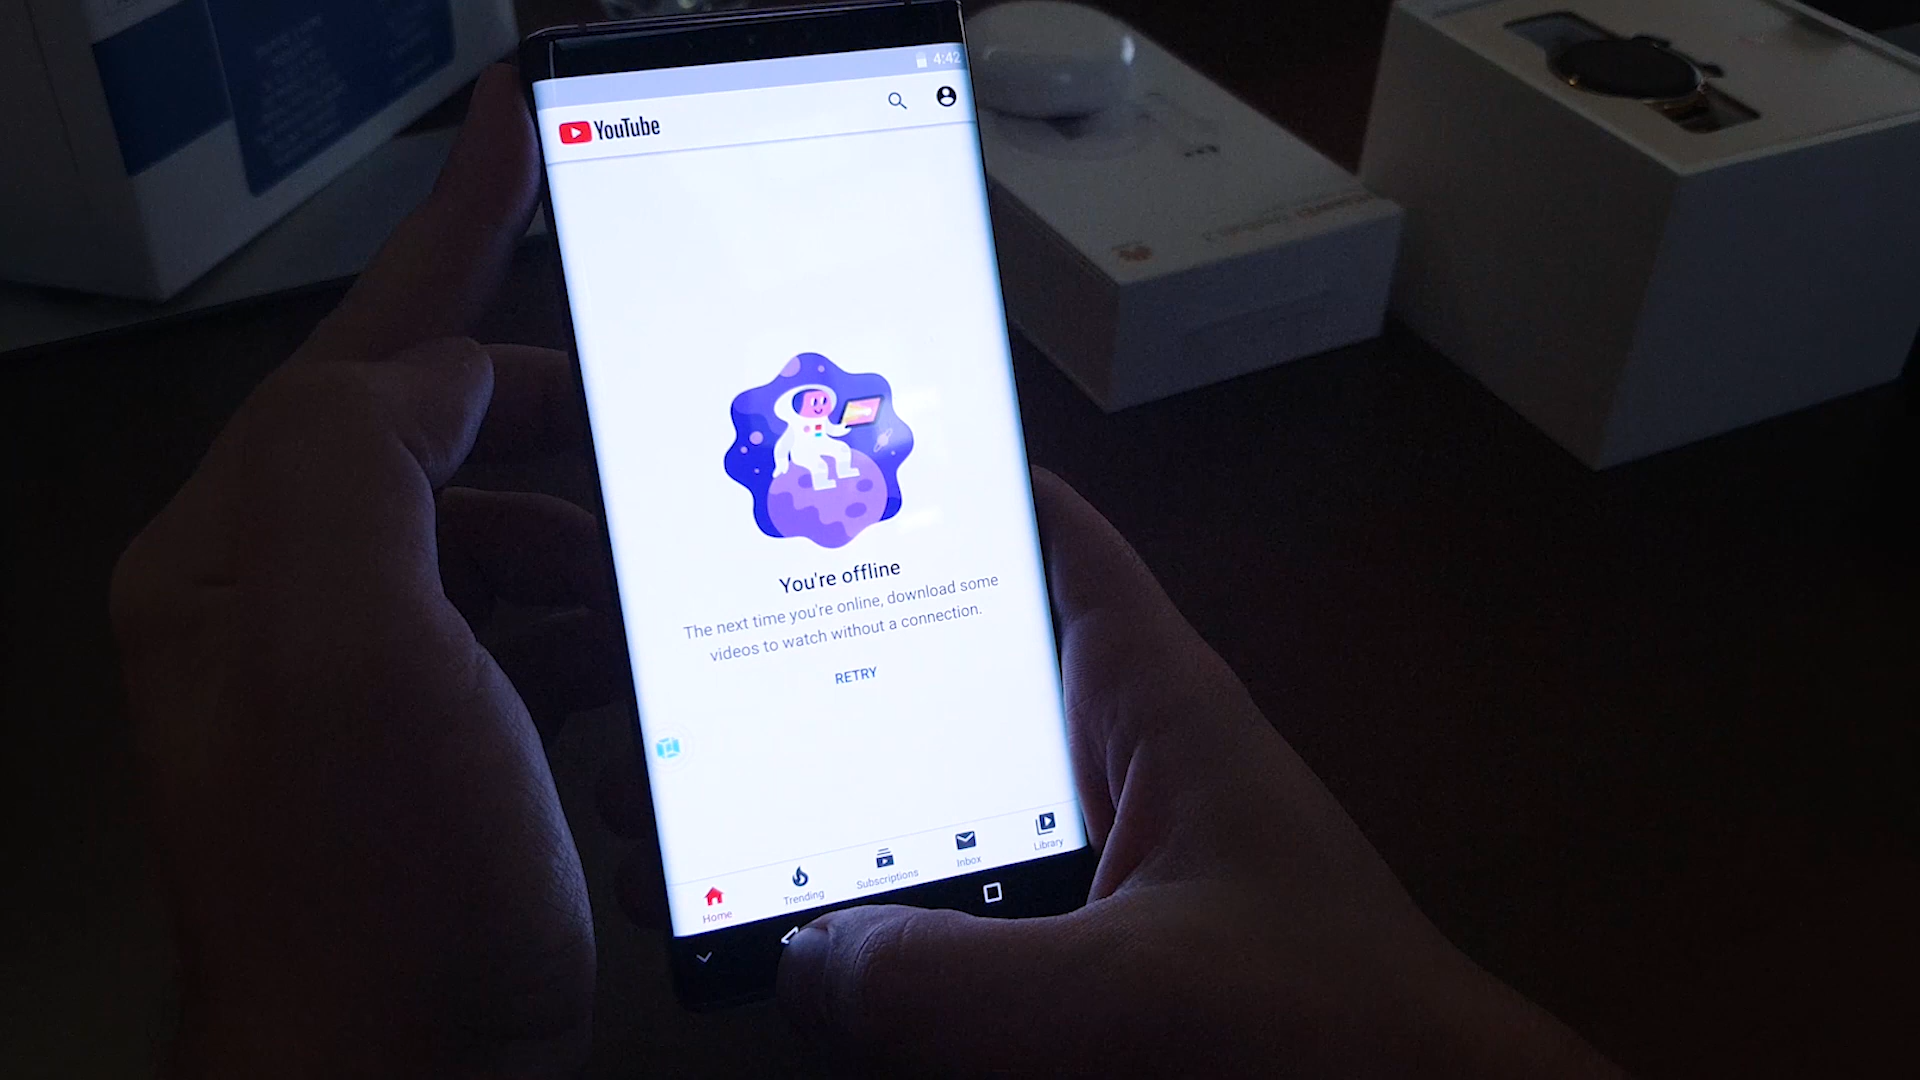 4:42
YouTube
You're offline
The next time you're online, download some
videos to watch without a connection.
RETRY
Home
Trending
Subscriptions
Inbox
Library